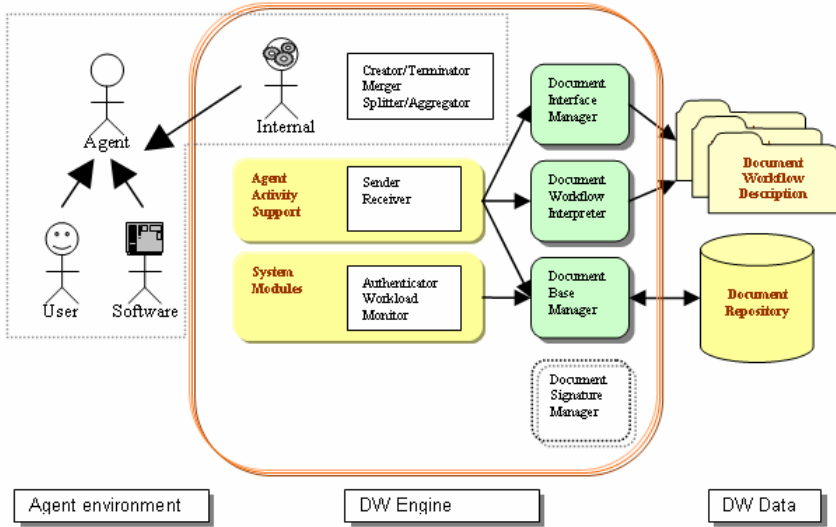 Agent
User
Software
Internal
Creator/Terminator
Merger
Splitter/Aggregator
Agent
Activity
Support
Sender
Receiver
System
Modules
Authenticator
Workload
Monitor
Document
Interface
Manager
Document
Workflow
Interpreter
Document
Base
Manager
Document
Signature
Manager
Document
Workflow
Description
Document
Repository
Agent environment
DW Engine
DW Data